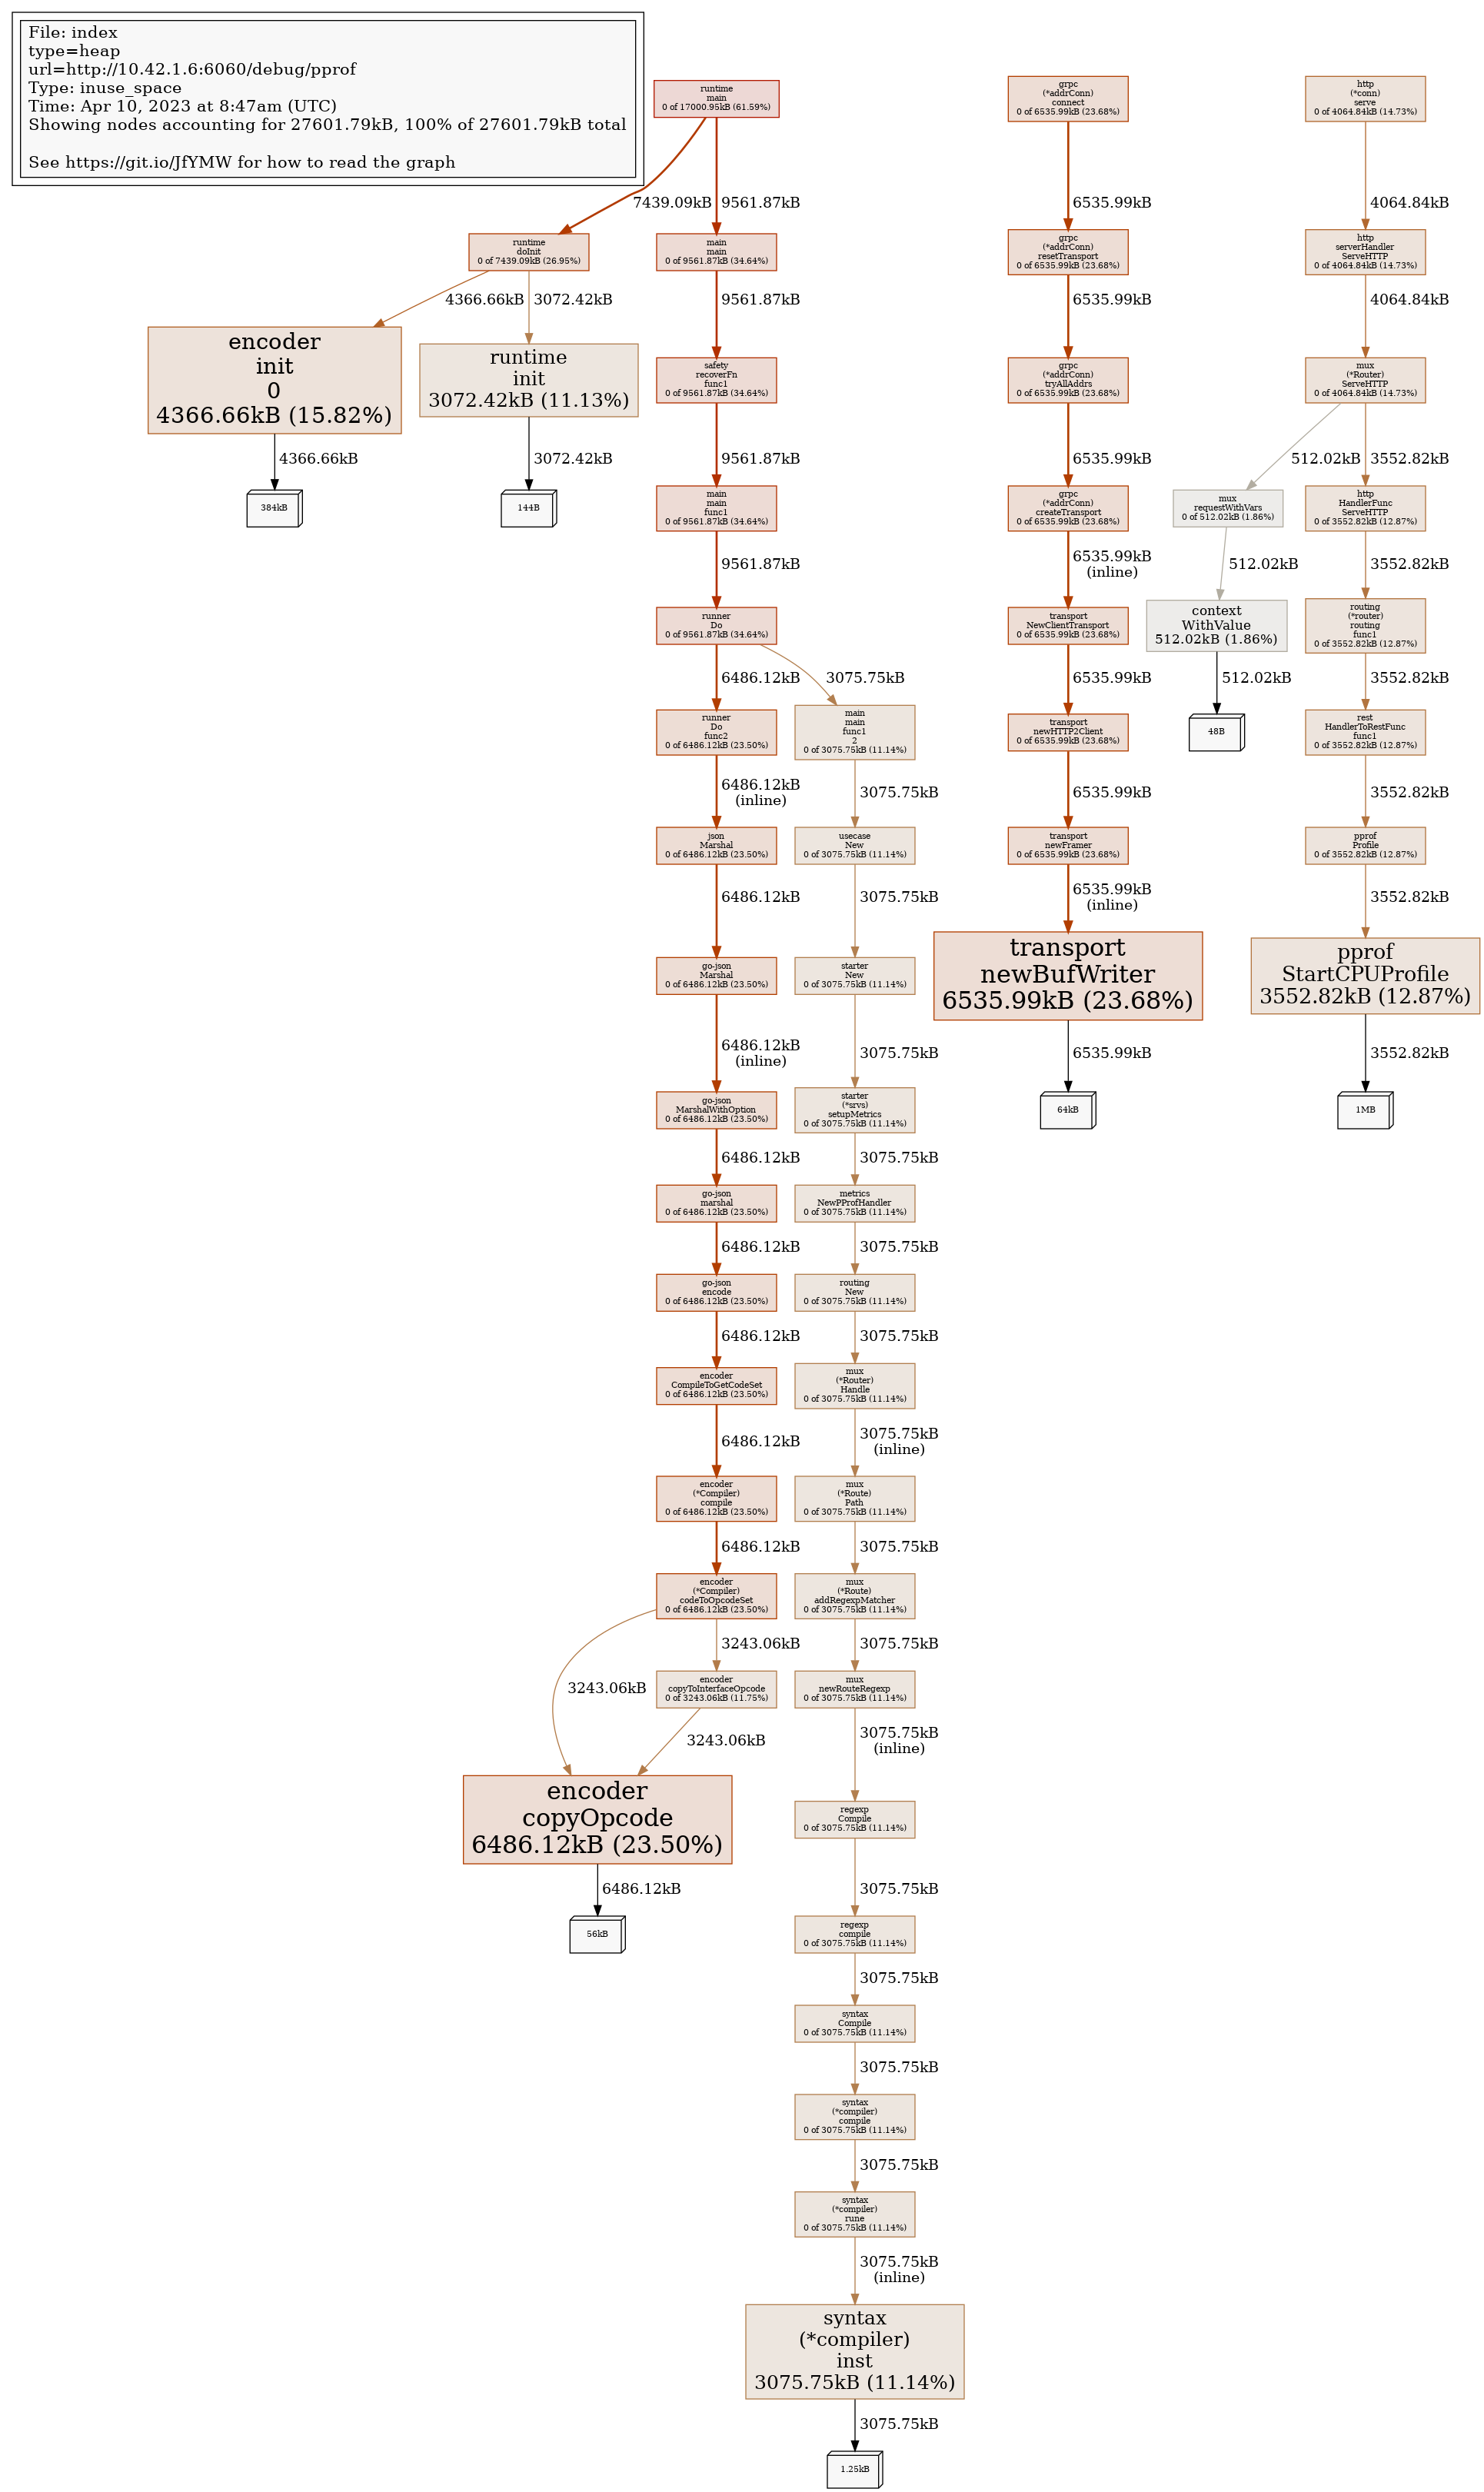 File: index
type=heap
url=http://10.42.1.6:6060/debug/pprof
Type: inuse_space
Time: Apr 10, 2023 at 8:47am (UTC)
Showing nodes accounting for 27601.79kB, 100% of 27601.79kB total
See https://git.io/JfYMW for how to read the graph
runtime
main
0 of 17000.95kB (61.59%)
7439.09kB
9561.87kB
runtime
doInit
0 of 7439.09kB (26.95%)
4366.66kB
3072.42kB
encoder
init
0
4366.66kB (15.82%)
4366.66kB
384kB
runtime
init
3072.42kB (11.13%)
3072.42kB
144B
main
main
0 of 9561.87kB (34.64%)
9561.87kB
safety
recoverFn
func1
0 of 9561.87kB (34.64%)
9561.87kB
main
main
func1
0 of 9561.87kB (34.64%)
9561.87kB
runner
Do
0 of 9561.87kB (34.64%)
6486.12kB
3075.75kB
runner
Do
func2
0 of 6486.12kB (23.50%)
6486.12kB
(inline)
json
Marshal
0 of 6486.12kB (23.50%)
6486.12kB
go-json
Marshal
0 of 6486.12kB (23.50%)
6486.12kB
(inline)
go-json
MarshalWithOption
0 of 6486.12kB (23.50%)
6486.12kB
go-json
marshal
0 of 6486.12kB (23.50%)
6486.12kB
go-json
encode
0 of 6486.12kB (23.50%)
6486.12kB
encoder
CompileToGetCodeSet
0 of 6486.12kB (23.50%)
6486.12kB
encoder
(*Compiler)
compile
0 of 6486.12kB (23.50%)
6486.12kB
encoder
(*Compiler)
codeToOpcodeSet
0 of 6486.12kB (23.50%)
3243.06kB
3243.06kB
encoder
copyToInterfaceOpcode
0 of 3243.06kB (11.75%)
3243.06kB
encoder
copyOpcode
6486.12kB (23.50%)
6486.12kB
56kB
main
main
func1
2
0 of 3075.75kB (11.14%)
3075.75kB
usecase
New
0 of 3075.75kB (11.14%)
3075.75kB
starter
New
0 of 3075.75kB (11.14%)
3075.75kB
starter
(*srvs)
setupMetrics
0 of 3075.75kB (11.14%)
3075.75kB
metrics
NewPProfHandler
0 of 3075.75kB (11.14%)
3075.75kB
routing
New
0 of 3075.75kB (11.14%)
3075.75kB
mux
(*Router)
Handle
0 of 3075.75kB (11.14%)
3075.75kB
(inline)
mux
(*Route)
Path
0 of 3075.75kB (11.14%)
3075.75kB
mux
(*Route)
addRegexpMatcher
0 of 3075.75kB (11.14%)
3075.75kB
mux
newRouteRegexp
0 of 3075.75kB (11.14%)
3075.75kB
(inline)
regexp
Compile
0 of 3075.75kB (11.14%)
3075.75kB
regexp
compile
0 of 3075.75kB (11.14%)
3075.75kB
syntax
Compile
0 of 3075.75kB (11.14%)
3075.75kB
syntax
(*compiler)
compile
0 of 3075.75kB (11.14%)
3075.75kB
syntax
(*compiler)
rune
0 of 3075.75kB (11.14%)
3075.75kB
(inline)
syntax
(*compiler)
inst
3075.75kB (11.14%)
3075.75kB
1.25kB
grpc
(*addrConn)
connect
0 of 6535.99kB (23.68%)
6535.99kB
grpc
(*addrConn)
resetTransport
0 of 6535.99kB (23.68%)
6535.99kB
grpc
(*addrConn)
tryAllAddrs
0 of 6535.99kB (23.68%)
6535.99kB
grpc
(*addrConn)
createTransport
0 of 6535.99kB (23.68%)
6535.99kB
(inline)
transport
NewClientTransport
0 of 6535.99kB (23.68%)
6535.99kB
transport
newHTTP2Client
0 of 6535.99kB (23.68%)
6535.99kB
transport
newFramer
0 of 6535.99kB (23.68%)
6535.99kB
(inline)
transport
newBufWriter
6535.99kB (23.68%)
6535.99kB
64kB
http
(*conn)
serve
0 of 4064.84kB (14.73%)
4064.84kB
http
serverHandler
ServeHTTP
0 of 4064.84kB (14.73%)
4064.84kB
mux
(*Router)
ServeHTTP
0 of 4064.84kB (14.73%)
512.02kB
3552.82kB
mux
requestWithVars
0 of 512.02kB (1.86%)
512.02kB
context
WithValue
512.02kB (1.86%)
512.02kB
48B
http
HandlerFunc
ServeHTTP
0 of 3552.82kB (12.87%)
3552.82kB
routing
(*router)
routing
func1
0 of 3552.82kB (12.87%)
3552.82kB
rest
HandlerToRestFunc
func1
0 of 3552.82kB (12.87%)
3552.82kB
pprof
Profile
0 of 3552.82kB (12.87%)
3552.82kB
pprof
StartCPUProfile
3552.82kB (12.87%)
3552.82kB
1MB